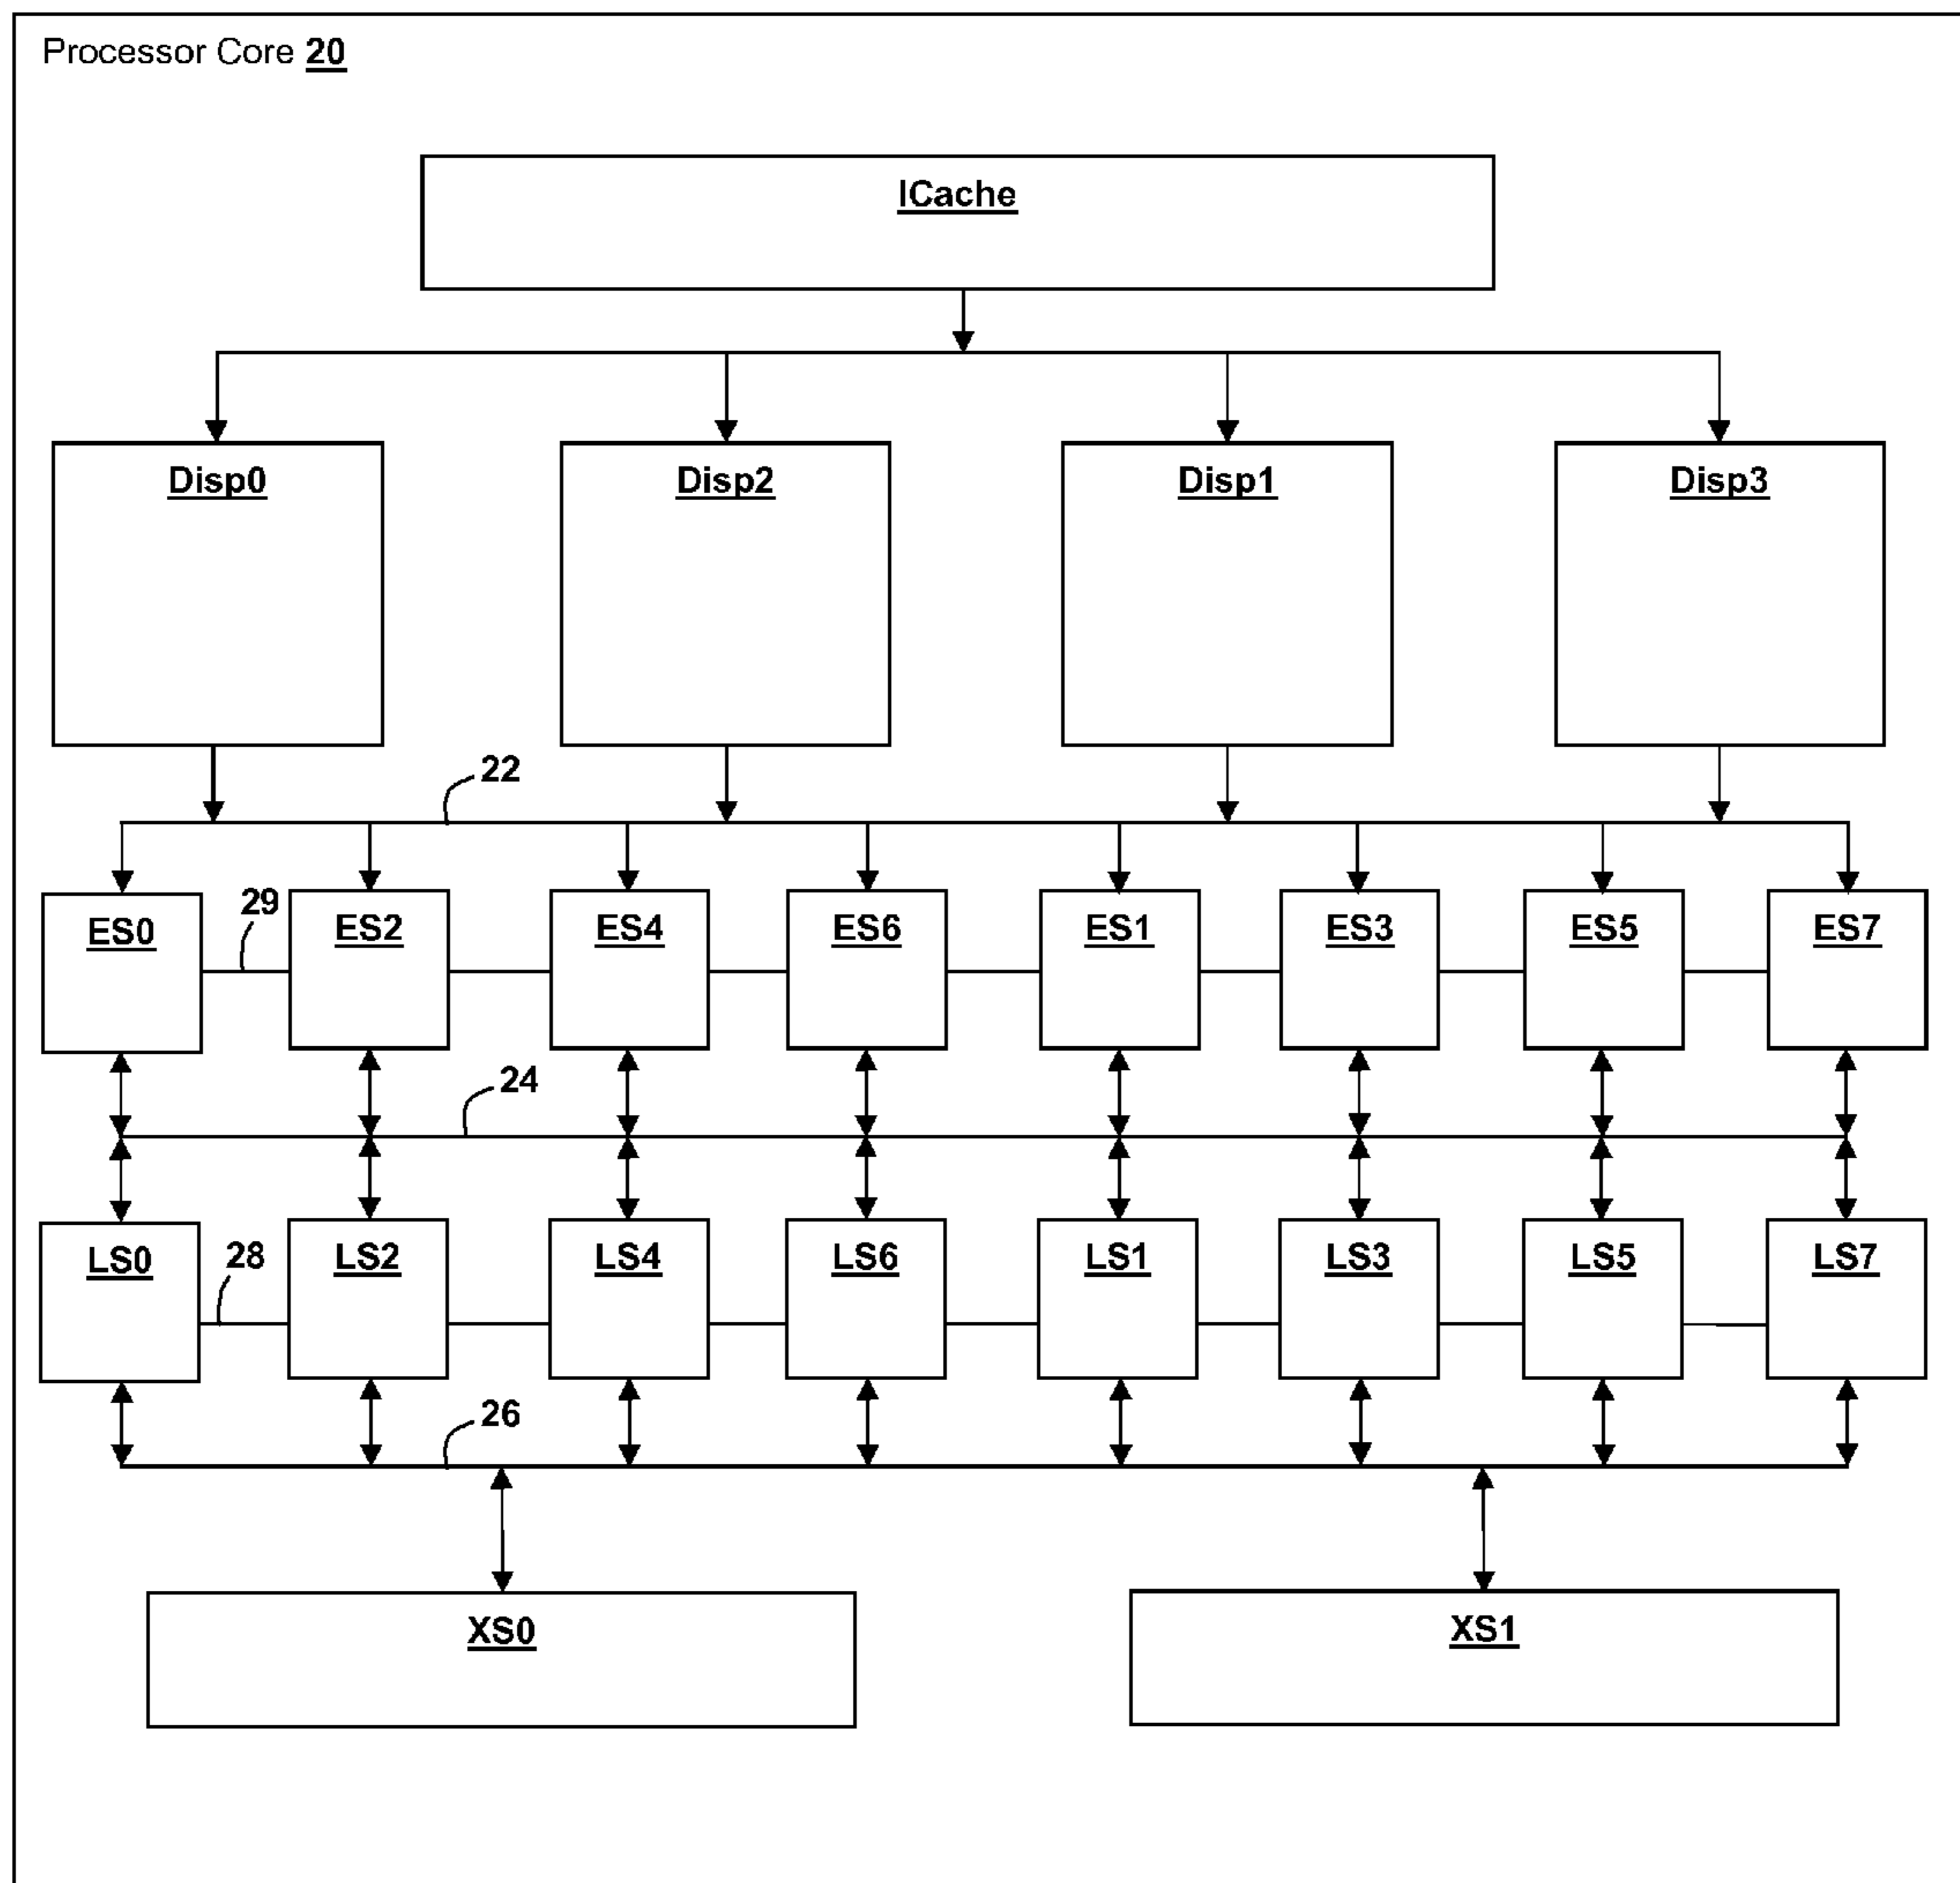 Processor Core 20
ICache
Disp0
Disp2
Disp1
Disp3
22
29
ES0
ES2
ES4
ES6
ES1
ES3
ES5
ES7
24
28
LS0
LS2
LS4
LS6
LS1
LS3
LS5
LS7
26
XS0
XS1